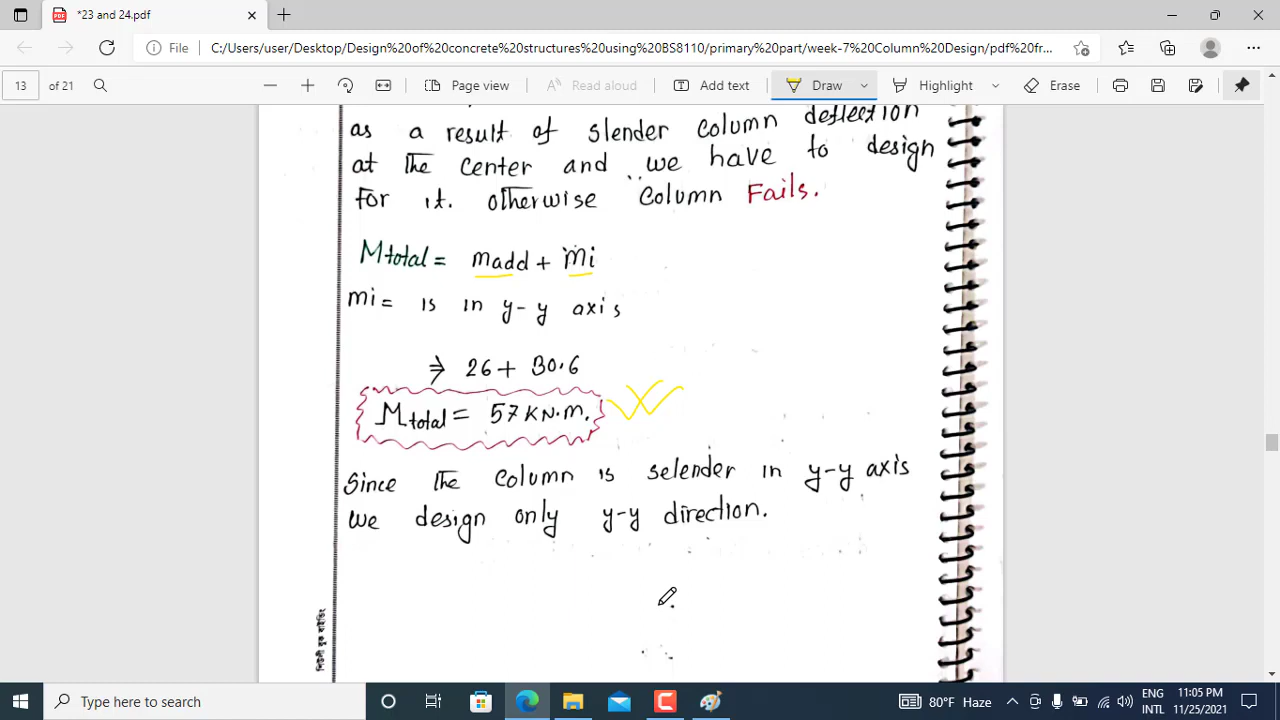 *23 and 24.pdf
File
C:/Users/user/Desktop/Design%20of%20concrete%20structures%20using%20BS8110/primary%20part/week-7%20Column%20Design/pdf%20fr...
13 of 21
Page view
Read aloud
Add text
Draw
Highlight
Erase
as a result of slender column deflection
at the center and we have to design
for it. otherwise column Fails.
Mtotal = madd + mi
mi = is in y-y axis
⇒ 26 + 30.6
Mtotal = 57 KN.m.
Since the column is selender in y-y axis
we design only y-y direction.
Type here to search
80°F Haze
ENG
INTL
11/25/2021